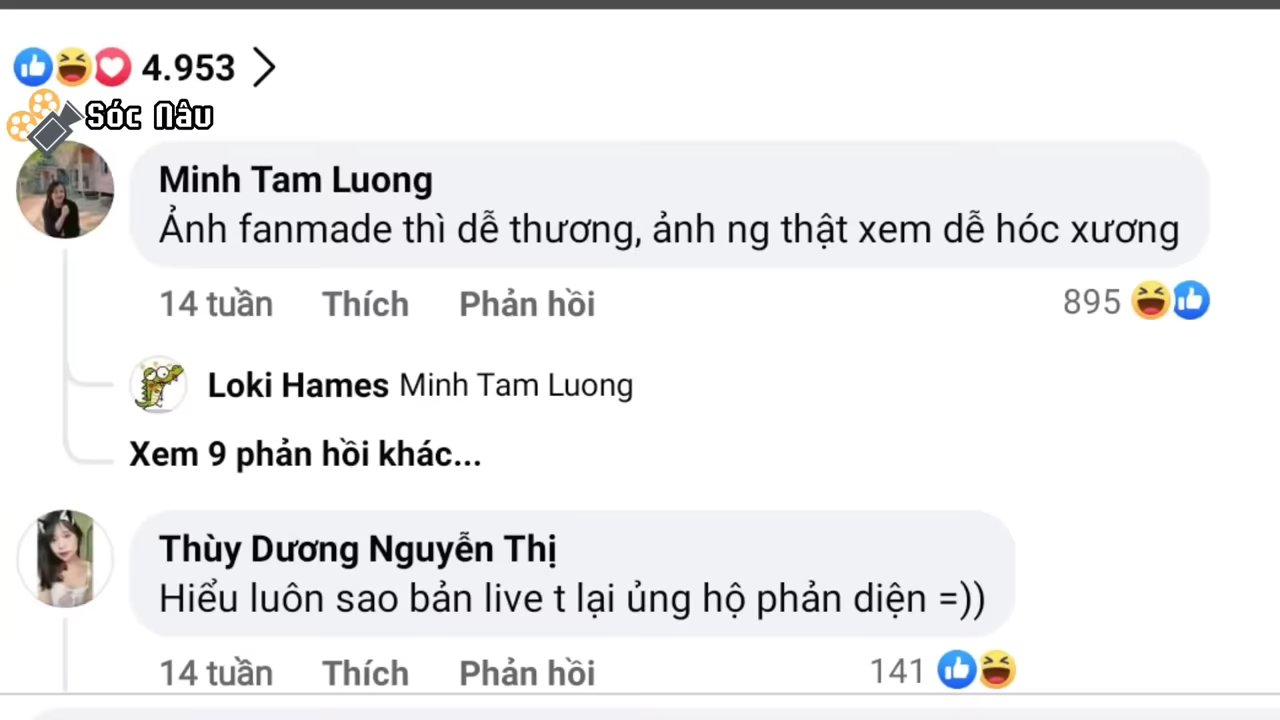 4.953
Sóc Nâu
Minh Tam Luong
Ảnh fanmade thì dễ thương, ảnh ng thật xem dễ hóc xương
14 tuần Thích Phản hồi 895
Loki Hames Minh Tam Luong
Xem 9 phản hồi khác...
Thùy Dương Nguyễn Thị
Hiểu luôn sao bản live t lại ủng hộ phản diện =))
14 tuần Thích Phản hồi 141